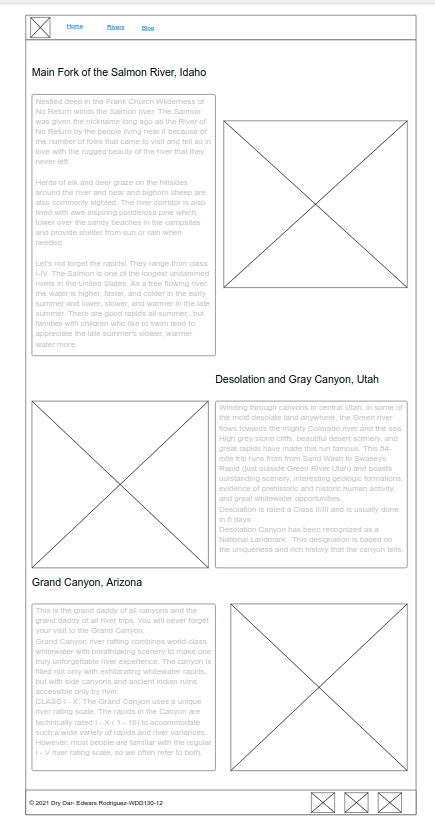 Home Rivers Blog
Main Fork of the Salmon River, Idaho
Nestled deep in the Frank Church Wilderness of
No Return winds the Salmon river. The Salmon
was given the nickname long ago as the River of
No Return by the people living near it because of
the number of folks that came to visit and fell so in
love with the rugged beauty of the river that they
never left.
Herds of elk and deer graze on the hillsides
around the river and bear and bighorn sheep are
also commonly sighted. The river corridor is also
lined with awe inspiring ponderosa pine which
tower over the sandy beaches in the campsites
and provide shelter from sun or rain when
needed.
Let's not forget the rapids! They range from class
I-IV. The Salmon is one of the longest undammed
rivers in the United States. As a free flowing river
the water is higher, faster, and colder in the early
summer and lower, slower, and warmer in the late
summer. There are good rapids all summer...but
families with children who like to swim tend to
appreciate the late summer's slower, warmer
water more.
Desolation and Gray Canyon, Utah
Winding through canyons in central Utah, in some of
the most desolate land anywhere, the Green river
flows towards the mighty Colorado river and the sea.
High grey stone cliffs, beautiful desert scenery, and
great rapids have made this run famous. This 54-
mile trip runs from from Sand Wash to Swaseys
Rapid (just outside Green River Utah) and boasts
outstanding scenery, interesting geologic formations,
evidence of prehistoric and historic human activity,
and great whitewater opportunities.
Desolation is rated a Class II/III and is usually done
in 6 days
Desolation Canyon has been recognized as a
National Landmark. This designation is based on
the uniqueness and rich history that the canyon tells.
Grand Canyon, Arizona
This is the grand daddy of all canyons and the
grand daddy of all river trips. You will never forget
your visit to the Grand Canyon.
Grand Canyon river rafting combines world-class
whitewater with breathtaking scenery to make one
truly unforgettable river experience. The canyon is
filled not only with exhilarating whitewater rapids,
but with side canyons and ancient Indian ruins
accessible only by river.
CLASS I - X: The Grand Canyon uses a unique
river rating scale. The rapids in the Canyon are
technically rated I - X ( 1 - 10) to accommodate
such a wide variety of rapids and river variances.
However, most people are familiar with the regular
I - V river rating scale, so we often refer to both.
© 2021 Dry Oar- Edwars Rodriguez-WDD130-12